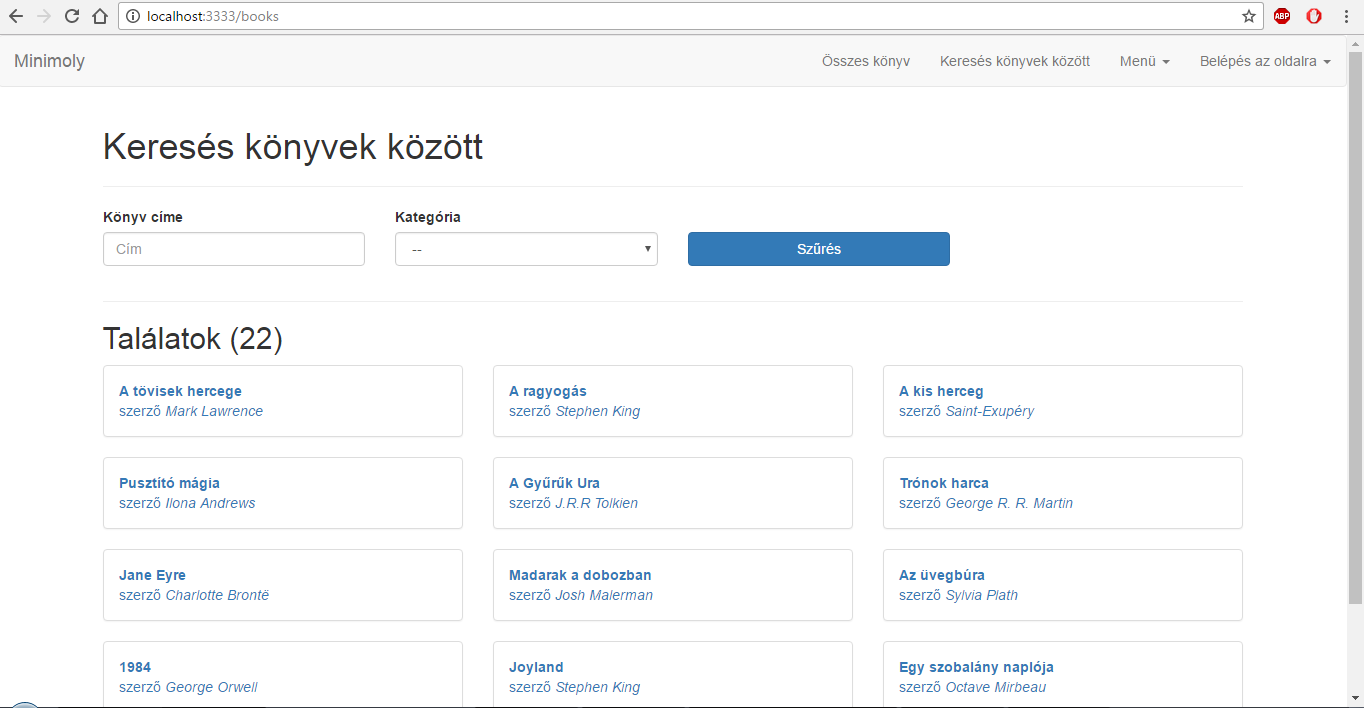 localhost:3333/books
ABP
Minimoly
Összes könyv
Keresés könyvek között
Menü
Belépés az oldalra
Keresés könyvek között
Könyv címe
Kategória
Cím
--
Szűrés
Találatok (22)
A tövisek hercege
szerző Mark Lawrence
A ragyogás
szerző Stephen King
A kis herceg
szerző Saint-Exupéry
Pusztító mágia
szerző Ilona Andrews
A Gyűrűk Ura
szerző J.R.R Tolkien
Trónok harca
szerző George R. R. Martin
Jane Eyre
szerző Charlotte Brontë
Madarak a dobozban
szerző Josh Malerman
Az üvegbúra
szerző Sylvia Plath
1984
szerző George Orwell
Joyland
szerző Stephen King
Egy szobalány naplója
szerző Octave Mirbeau